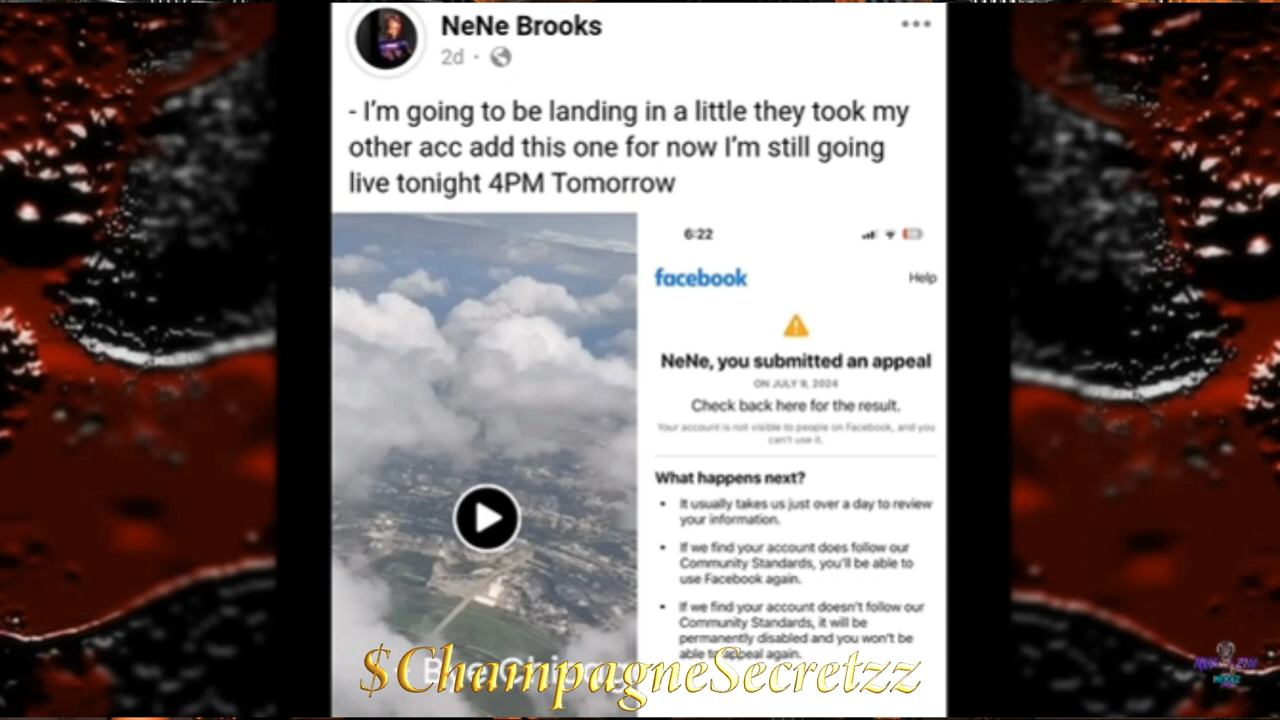 NeNe Brooks
2d ·
- I'm going to be landing in a little they took my
other acc add this one for now I'm still going
live tonight 4PM Tomorrow
6:22
facebook
Help
NeNe, you submitted an appeal
ON JULY 9, 2024
Check back here for the result.
Your account is not visible to people on Facebook, and you
can't use it.
What happens next?
• It usually takes us just over a day to review
your information.
• If we find your account does follow our
Community Standards, you'll be able to
use Facebook again.
• If we find your account doesn't follow our
Community Standards, it will be
permanently disabled and you won't be
able to appeal again.
$ChampagneSecretzz